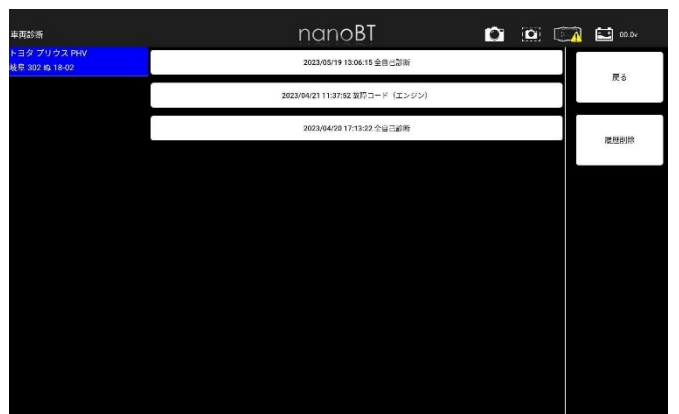 車両診断
nanoBT
00.0v
トヨタ プリウス PHV
岐阜 302 ぬ 18-02
2023/05/19 13:06:15 全自己診断
2023/04/21 11:37:52 故障コード（エンジン）
2023/04/20 17:13:22 全自己診断
戻る
履歴削除